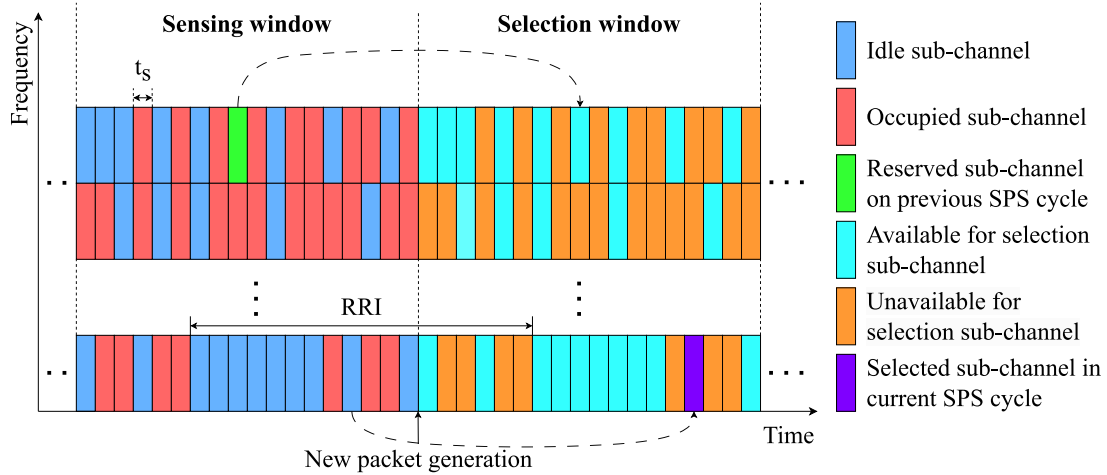 Sensing window
Selection window
Frequency
ts
RRI
New packet generation
Time
Idle sub-channel
Occupied sub-channel
Reserved sub-channel
on previous SPS cycle
Available for selection
sub-channel
Unavailable for
selection sub-channel
Selected sub-channel in
current SPS cycle